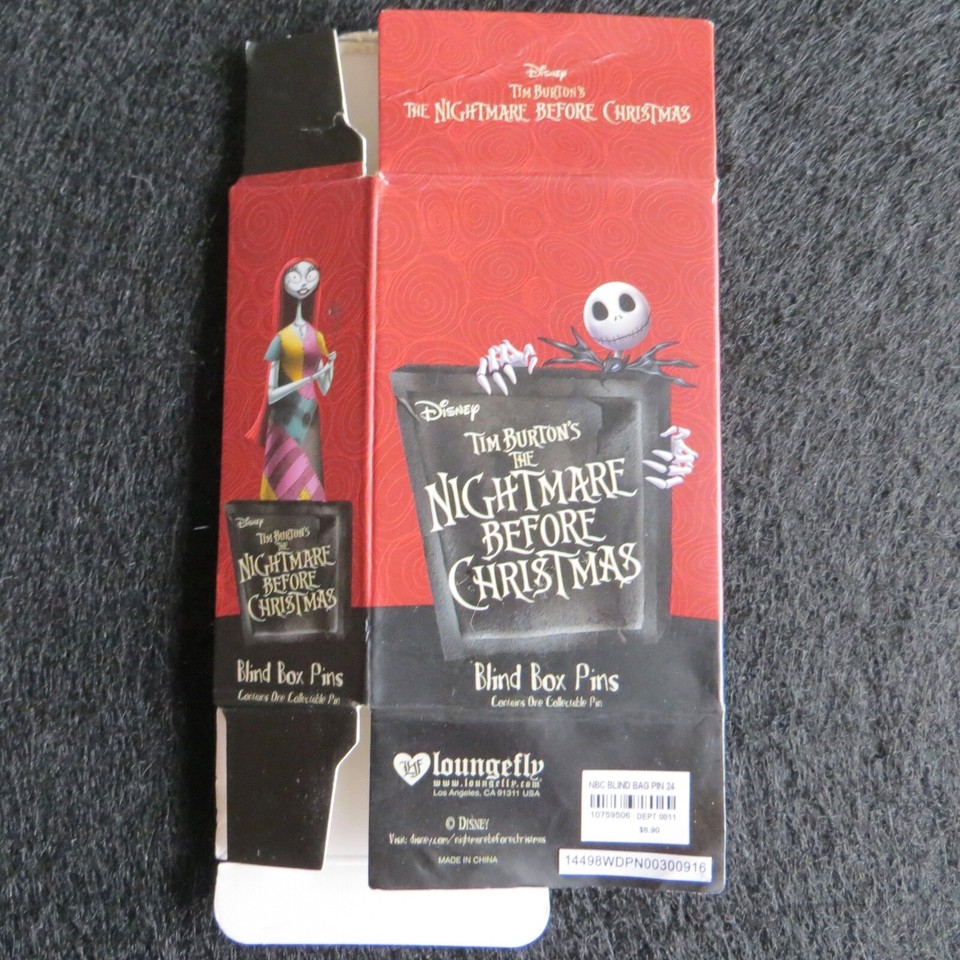 Disney
TIM BURTON'S
THE NIGHTMARE BEFORE CHRISTMAS
Disney
TIM BURTON'S
THE
NIGHTMARE
BEFORE
CHRISTMAS
Blind Box Pins
Contains One Collectable Pin
Disney
TIM BURTON'S
THE
NIGHTMARE
BEFORE
CHRISTMAS
Blind Box Pins
Contains One Collectable Pin
LF loungefly
www.loungefly.com
Los Angeles, CA 91311 USA
© DISNEY
Visit: disney.com/nightmarebeforechristmas
MADE IN CHINA
NBC BLIND BAG PIN 24
10759506 DEPT 0011
$6.90
14498WDPN00300916